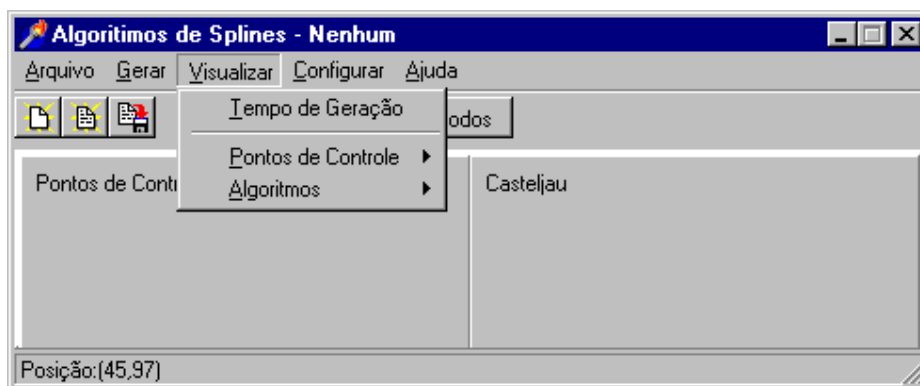 Algoritimos de Splines - Nenhum
Arquivo Gerar Visualizar Configurar Ajuda
Tempo de Geração
odos
Pontos de Controle
Algoritmos
Pontos de Cont
Casteljau
Posição:(45,97)